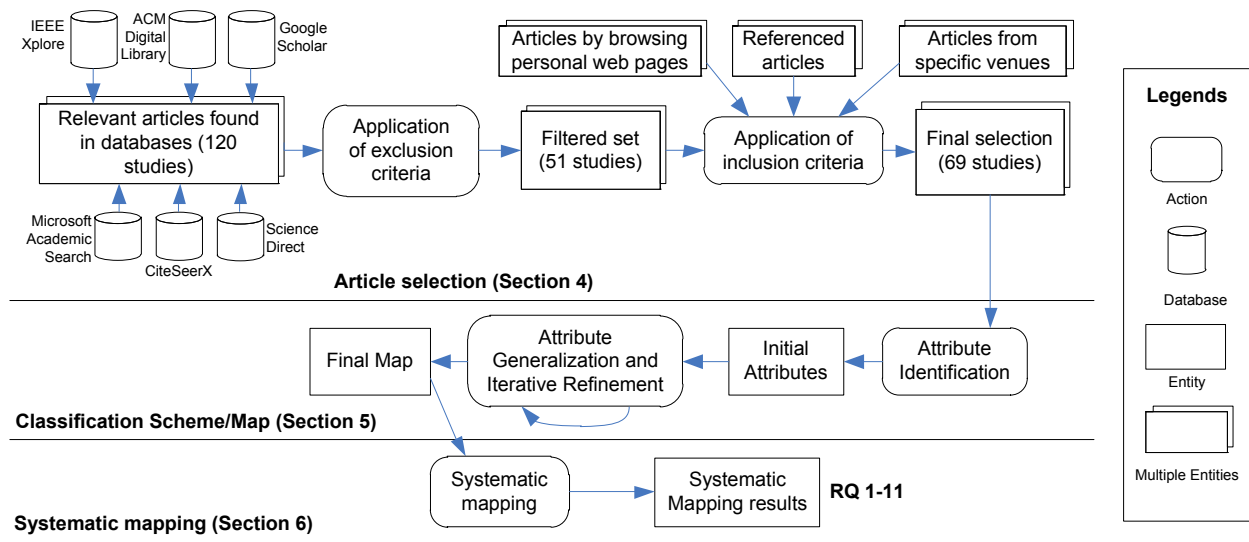 IEEE
Xplore
ACM
Digital
Library
Google
Scholar
Relevant articles found
in databases (120
studies)
Microsoft
Academic
Search
CiteSeerX
Science
Direct
Application
of exclusion
criteria
Filtered set
(51 studies)
Articles by browsing
personal web pages
Referenced
articles
Articles from
specific venues
Application of
inclusion criteria
Final selection
(69 studies)
Article selection (Section 4)
Final Map
Attribute
Generalization and
Iterative Refinement
Initial
Attributes
Attribute
Identification
Classification Scheme/Map (Section 5)
Systematic
mapping
Systematic
Mapping results
RQ 1-11
Systematic mapping (Section 6)
Legends
Action
Database
Entity
Multiple Entities